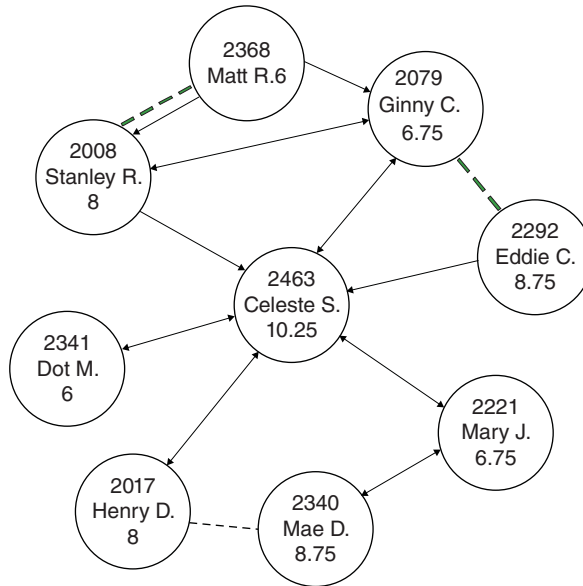 2368
Matt R.6
2079
Ginny C.
6.75
2008
Stanley R.
8
2292
Eddie C.
8.75
2463
Celeste S.
10.25
2341
Dot M.
6
2221
Mary J.
6.75
2017
Henry D.
8
2340
Mae D.
8.75